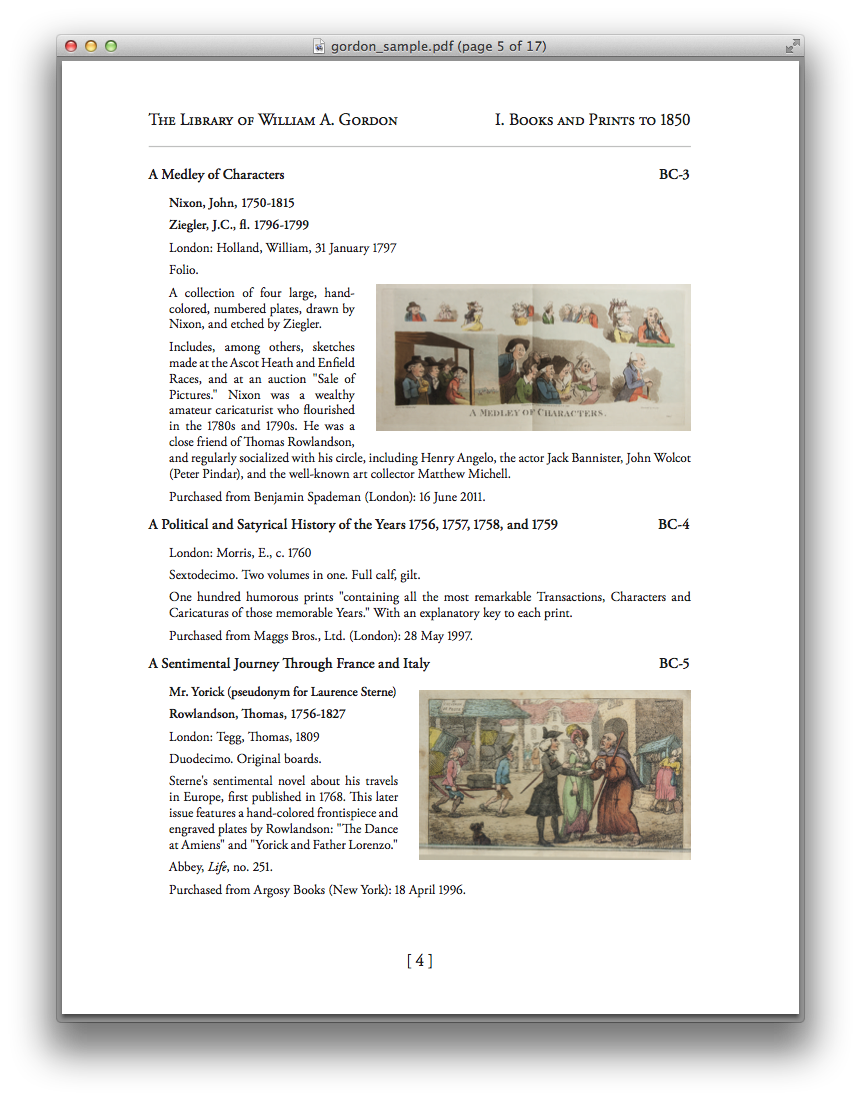 gordon_sample.pdf (page 5 of 17)
The Library of William A. Gordon
I. Books and Prints to 1850
A Medley of Characters
BC-3
Nixon, John, 1750-1815
Ziegler, J.C., fl. 1796-1799
London: Holland, William, 31 January 1797
Folio.
A collection of four large, hand-
colored, numbered plates, drawn by
Nixon, and etched by Ziegler.
Includes, among others, sketches
made at the Ascot Heath and Enfield
Races, and at an auction "Sale of
Pictures." Nixon was a wealthy
amateur caricaturist who flourished
in the 1780s and 1790s. He was a
close friend of Thomas Rowlandson,
and regularly socialized with his circle, including Henry Angelo, the actor Jack Bannister, John Wolcot
(Peter Pindar), and the well-known art collector Matthew Michell.
A MEDLEY OF CHARACTERS.
Purchased from Benjamin Spademan (London): 16 June 2011.
A Political and Satyrical History of the Years 1756, 1757, 1758, and 1759
BC-4
London: Morris, E., c. 1760
Sextodecimo. Two volumes in one. Full calf, gilt.
One hundred humorous prints "containing all the most remarkable Transactions, Characters and
Caricaturas of those memorable Years." With an explanatory key to each print.
Purchased from Maggs Bros., Ltd. (London): 28 May 1997.
A Sentimental Journey Through France and Italy
BC-5
Mr. Yorick (pseudonym for Laurence Sterne)
Rowlandson, Thomas, 1756-1827
London: Tegg, Thomas, 1809
Duodecimo. Original boards.
Sterne's sentimental novel about his travels
in Europe, first published in 1768. This later
issue features a hand-colored frontispiece and
engraved plates by Rowlandson: "The Dance
at Amiens" and "Yorick and Father Lorenzo."
Abbey, Life, no. 251.
Purchased from Argosy Books (New York): 18 April 1996.
[ 4 ]